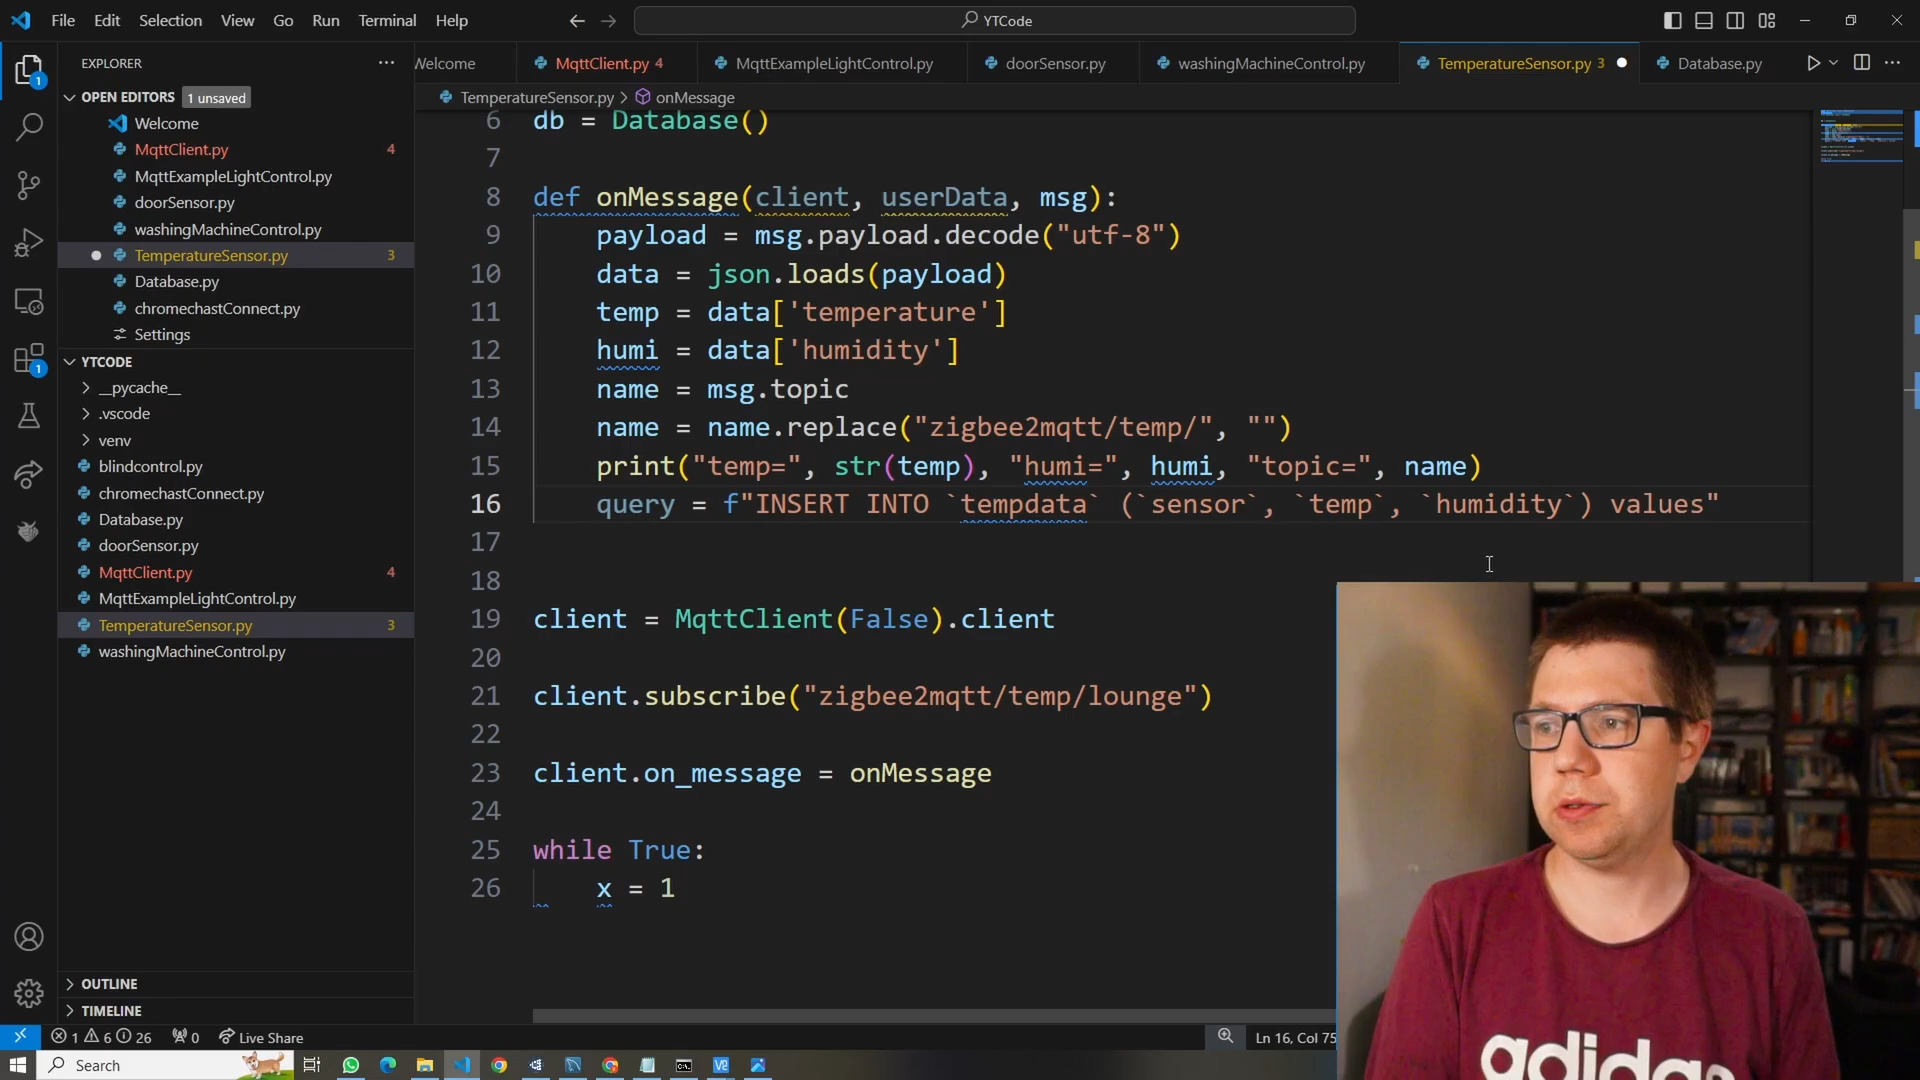 File Edit Selection View Go Run Terminal Help
YTCode
EXPLORER
Welcome
MqttClient.py 4
MqttExampleLightControl.py
doorSensor.py
washingMachineControl.py
TemperatureSensor.py 3
Database.py
OPEN EDITORS 1 unsaved
TemperatureSensor.py > onMessage
Welcome
MqttClient.py 4
MqttExampleLightControl.py
doorSensor.py
washingMachineControl.py
TemperatureSensor.py 3
Database.py
chromechastConnect.py
Settings
YTCODE
__pycache__
.vscode
venv
blindcontrol.py
chromechastConnect.py
Database.py
doorSensor.py
MqttClient.py 4
MqttExampleLightControl.py
TemperatureSensor.py 3
washingMachineControl.py
OUTLINE
TIMELINE
1
1
6 db = Database()
7
8 def onMessage(client, userData, msg):
9 payload = msg.payload.decode("utf-8")
10 data = json.loads(payload)
11 temp = data['temperature']
12 humi = data['humidity']
13 name = msg.topic
14 name = name.replace("zigbee2mqtt/temp/", "")
15 print("temp=", str(temp), "humi=", humi, "topic=", name)
16 query = f"INSERT INTO `tempdata` (`sensor`, `temp`, `humidity`) values"
17
18
19 client = MqttClient(False).client
20
21 client.subscribe("zigbee2mqtt/temp/lounge")
22
23 client.on_message = onMessage
24
25 while True:
26 x = 1
adidas
1 6 26 0 Live Share
Ln 16, Col 75
Search